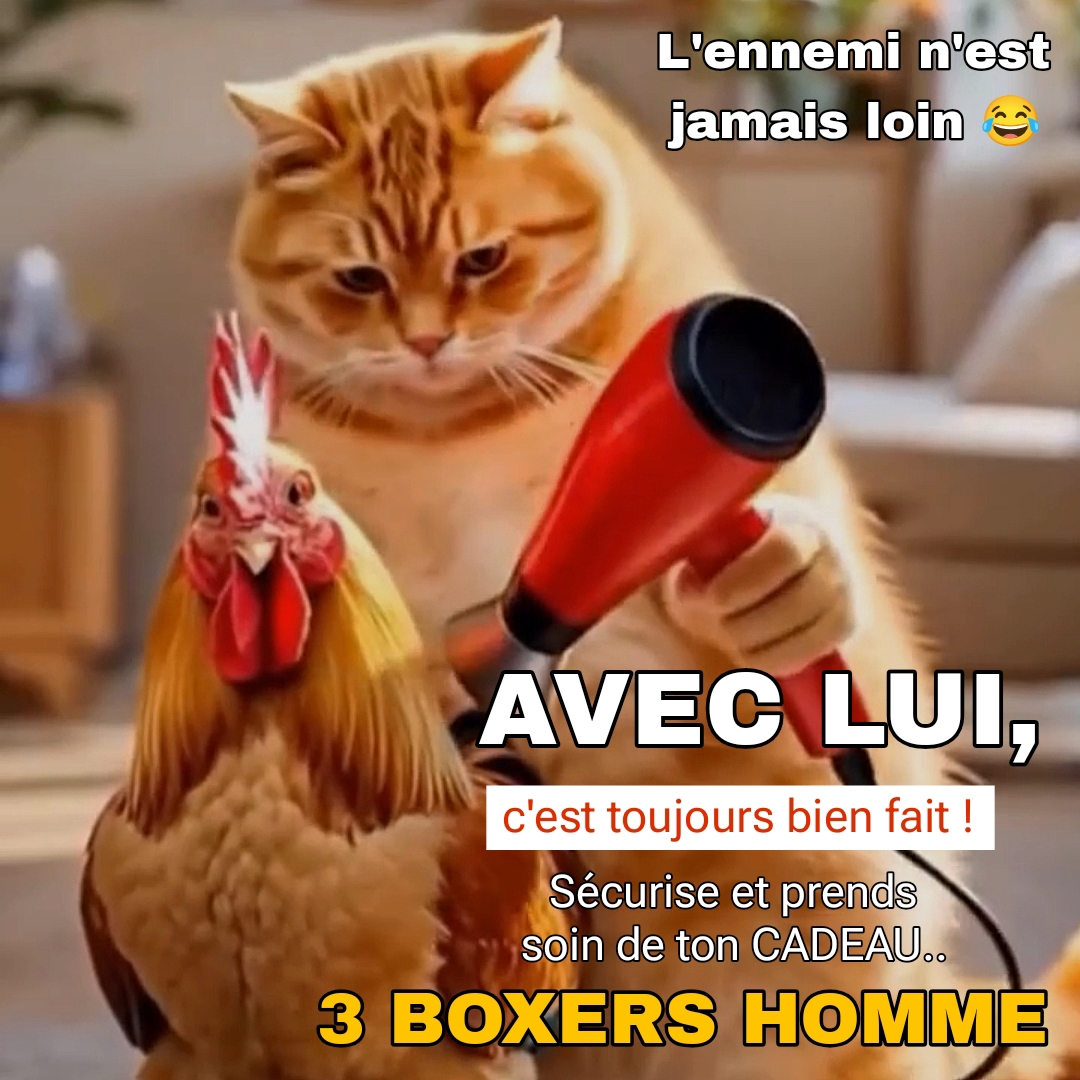 L'ennemi n'est
jamais loin 😂
AVEC LUI,
c'est toujours bien fait !
Sécurise et prends
soin de ton CADEAU..
3 BOXERS HOMME